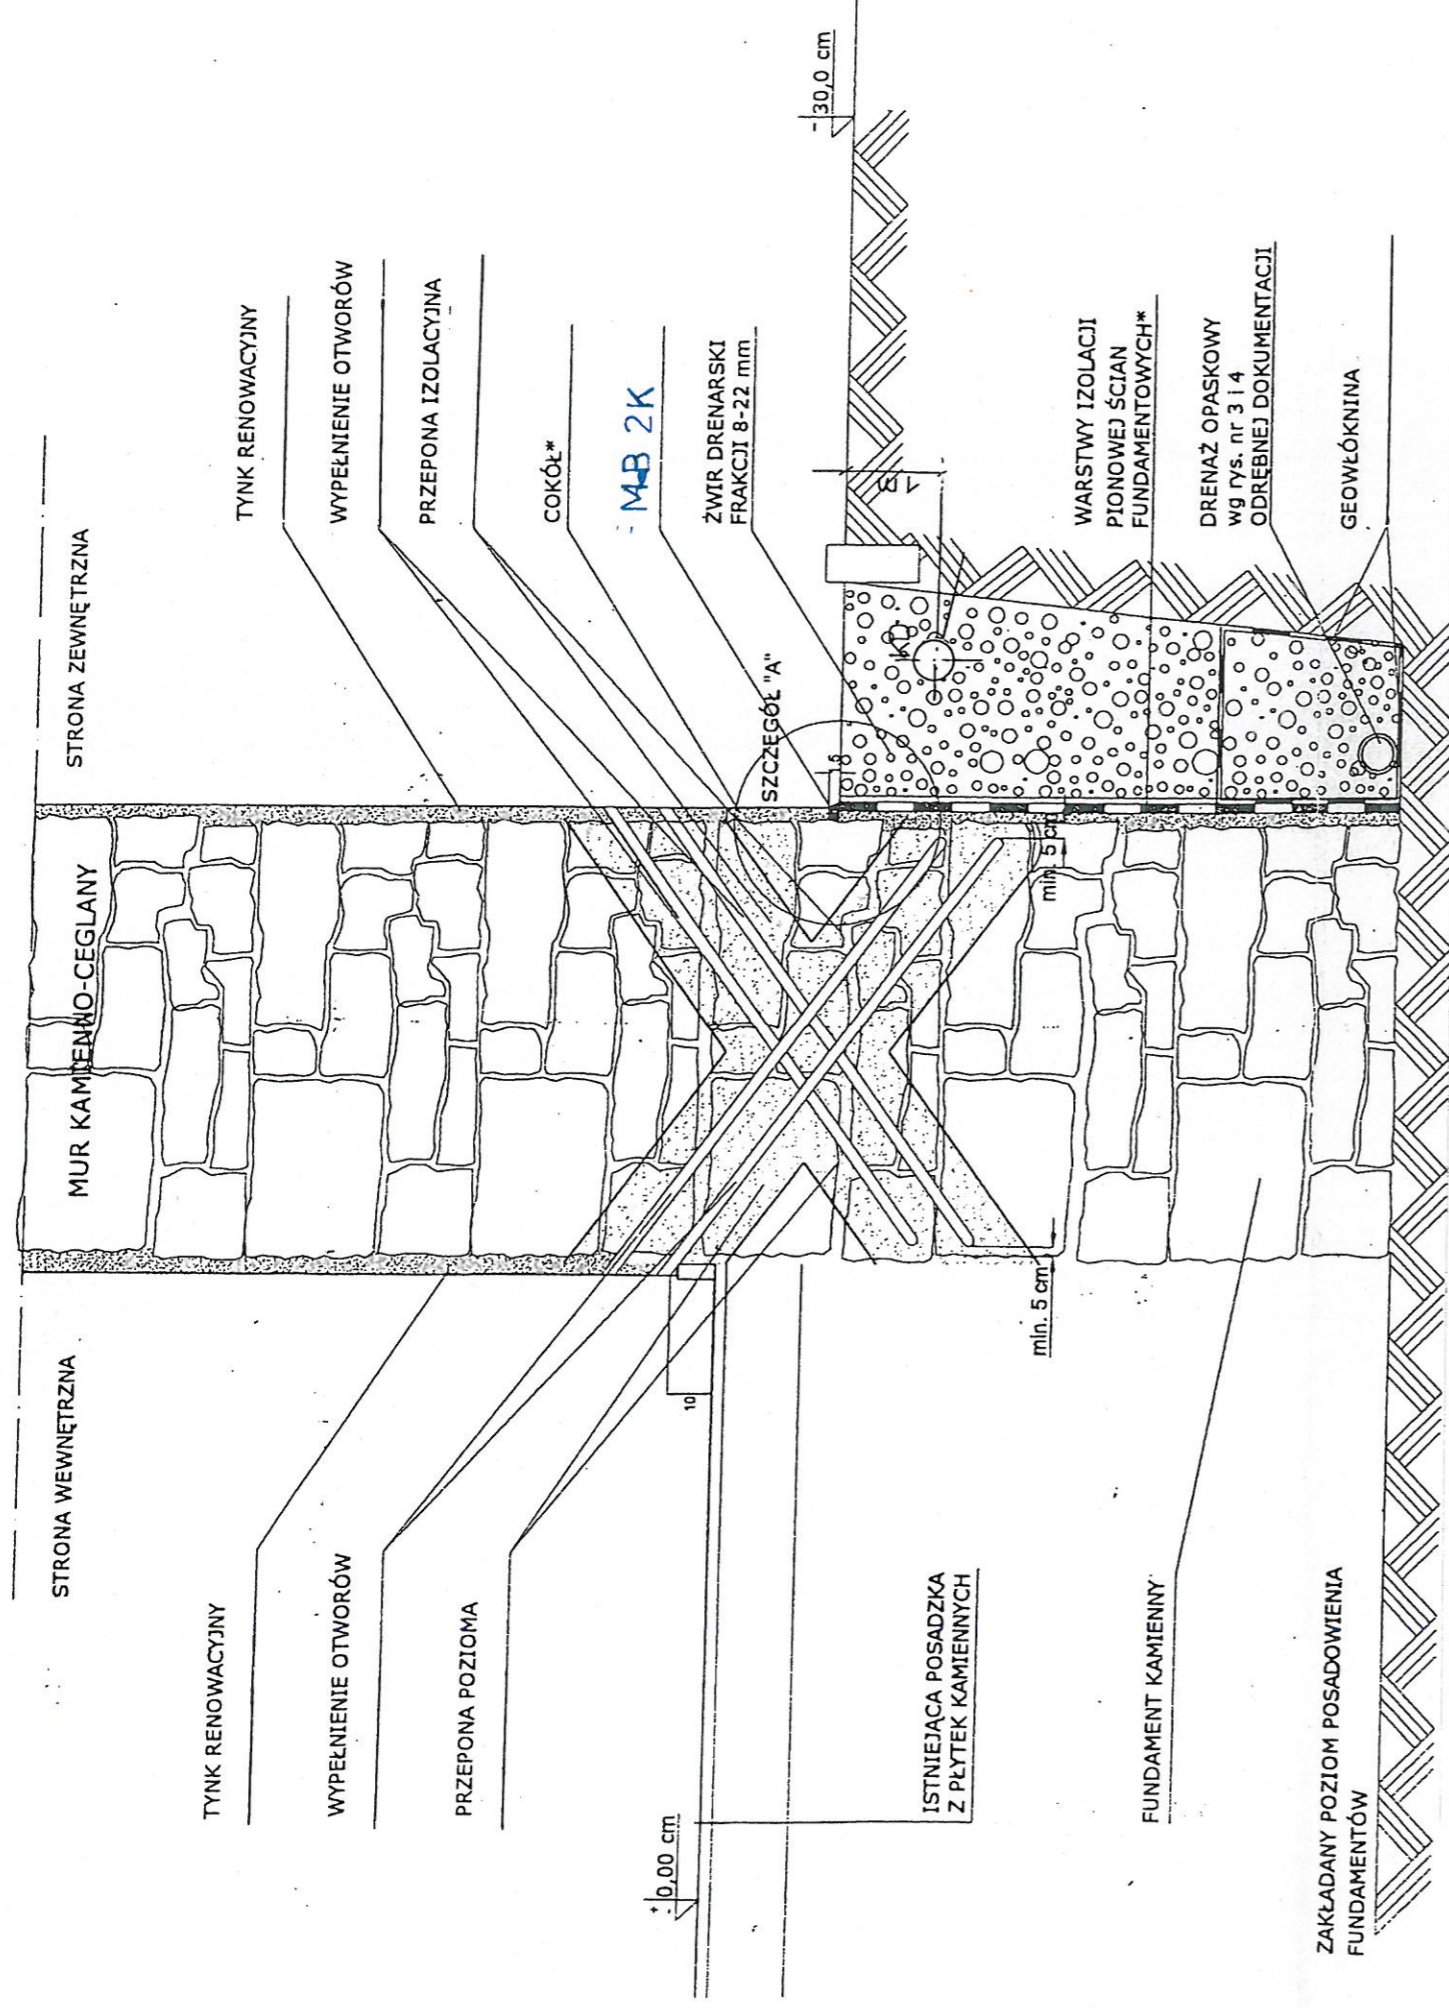 STRONA WEWNĘTRZNA
MUR KAMIENNO-CEGLANY
STRONA ZEWNĘTRZNA
TYNK RENOWACYJNY
WYPEŁNIENIE OTWORÓW
PRZEPONA POZIOMA
TYNK RENOWACYJNY
WYPEŁNIENIE OTWORÓW
PRZEPONA IZOLACYJNA
COKÓŁ*
MB 2K
ŻWIR DRENARSKI
FRAKCJI 8-22 mm
SZCZEGÓŁ "A"
± 0,00 cm
10
5
- 30,0 cm
KD
min. 5 cm
min. 5 cm
ISTNIEJĄCA POSADZKA
Z PŁYTEK KAMIENNYCH
FUNDAMENT KAMIENNY
ZAKŁADANY POZIOM POSADOWIENIA
FUNDAMENTÓW
WARSTWY IZOLACJI
PIONOWEJ ŚCIAN
FUNDAMENTOWYCH*
DRENAŻ OPASKOWY
wg rys. nr 3 i 4
ODRĘBNEJ DOKUMENTACJI
GEOWŁÓKNINA